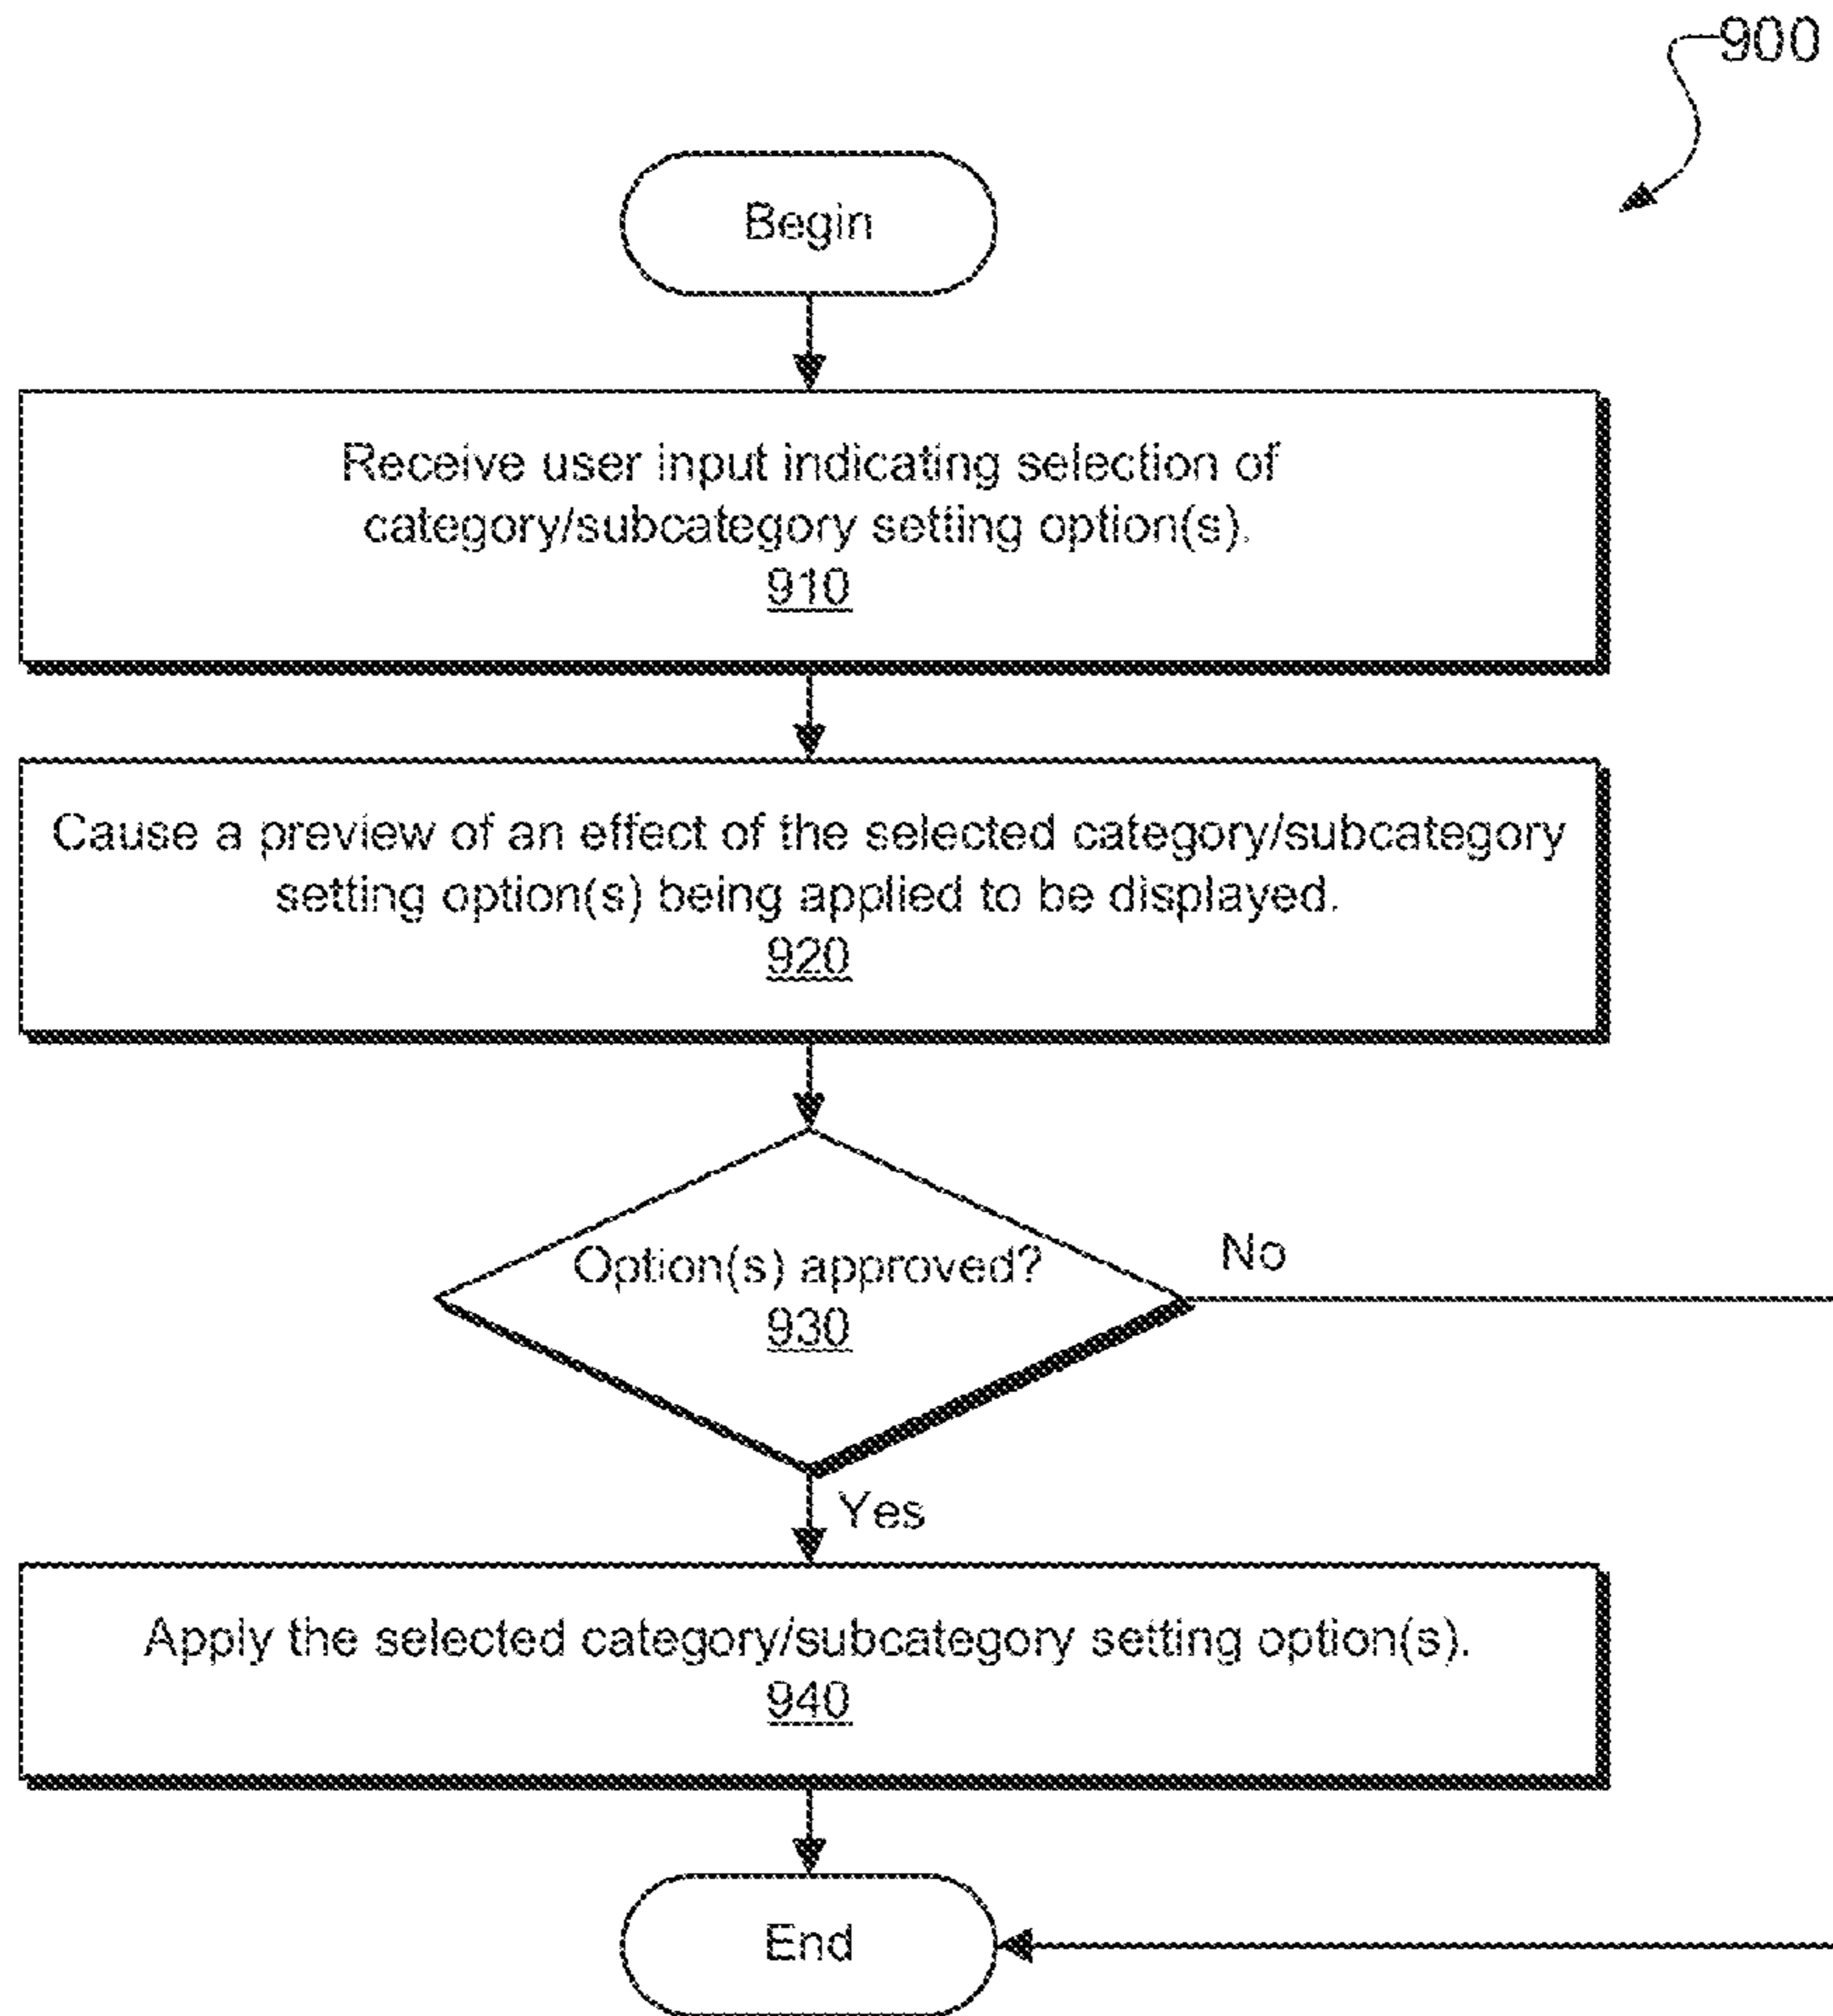 900
Begin
Receive user input indicating selection of
category/subcategory setting option(s).
910
Cause a preview of an effect of the selected category/subcategory
setting option(s) being applied to be displayed.
920
Option(s) approved?
930
No
Yes
Apply the selected category/subcategory setting option(s).
940
End